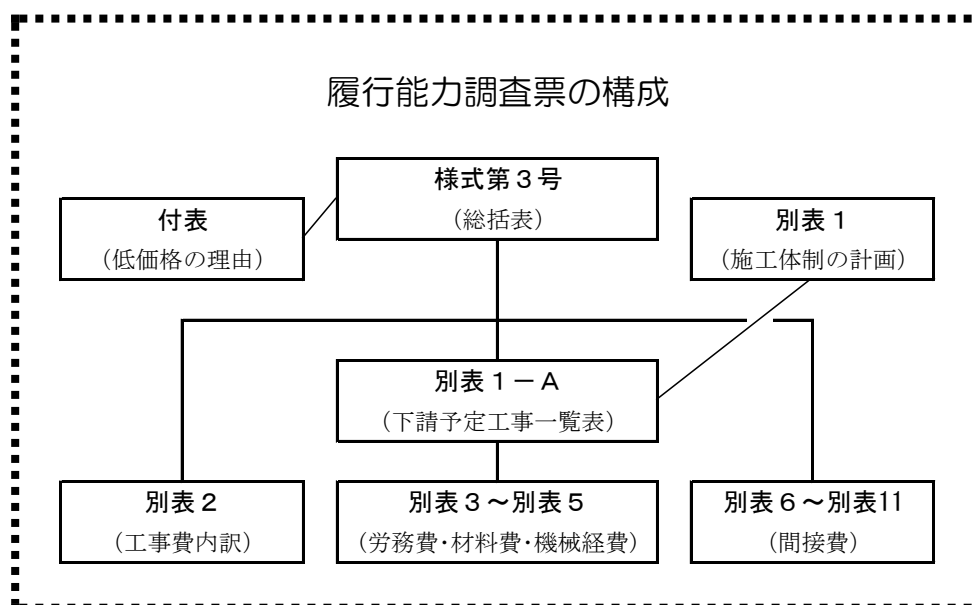 履行能力調査票の構成
様式第３号
（総括表）
付表
（低価格の理由）
別表１
（施工体制の計画）
別表１－Ａ
（下請予定工事一覧表）
別表２
（工事費内訳）
別表３～別表５
（労務費･材料費･機械経費）
別表６～別表11
（間接費）